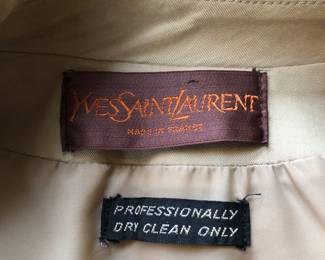 YVESSAINTLAURENT
MADE IN FRANCE
PROFESSIONALLY
DRY CLEAN ONLY